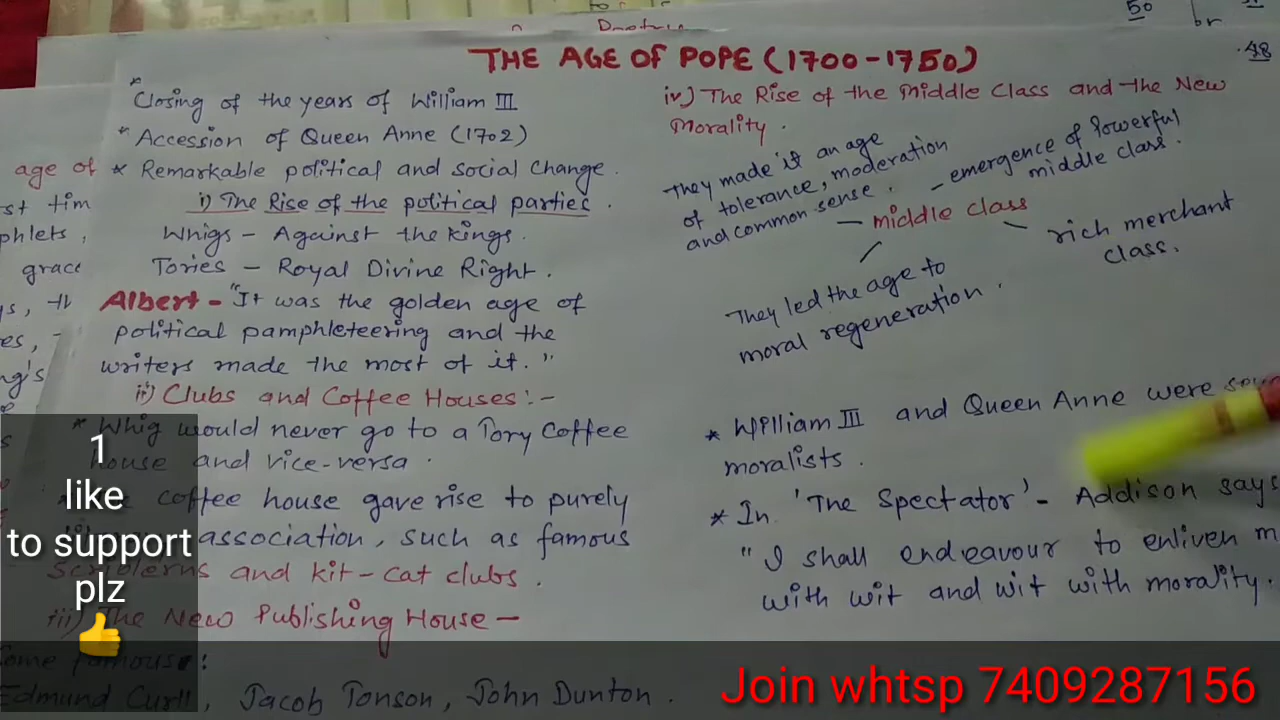 THE AGE OF POPE (1700-1750)
50
br
48
* Closing of the years of William III
* Accession of Queen Anne (1702)
* Remarkable political and social change.
i) The Rise of the political parties.
Whigs - Against the kings.
Tories - Royal Divine Right.
Albert - "It was the golden age of
political pamphleteering and the
writers made the most of it."
ii) Clubs and Coffee Houses:-
* Whig would never go to a Tory Coffee
house and vice-versa.
coffee house gave rise to purely
association, such as famous
and kit-cat clubs.
iii) The New Publishing House -
Some famous:
Edmund Curll, Jacob Tonson, John Dunton.
iv) The Rise of the Middle Class and the New
Morality.
They made it an age
of tolerance, moderation
and common sense.
- emergence of powerful
middle class.
- middle class
rich merchant
class.
They led the age to
moral regeneration.
* William III and Queen Anne were
moralists.
* In 'The Spectator' - Addison says
"I shall endeavour to enliven m
with wit and wit with morality.
age of
st tim
phlets,
grace
1
like
to support
plz
Join whtsp 7409287156